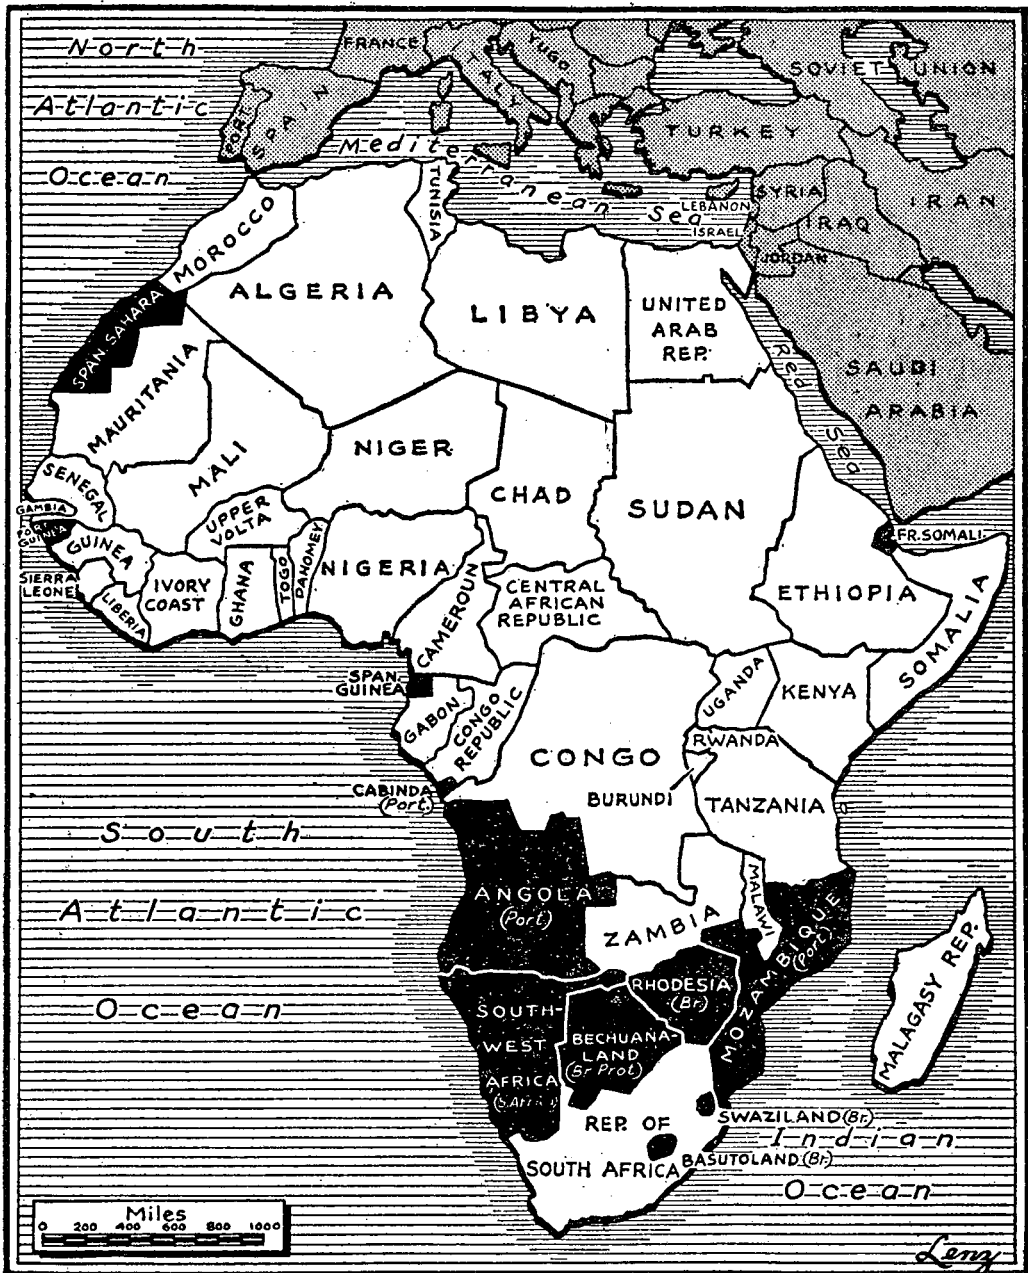 North
Atlantic
Ocean
FRANCE
ITALY
YUGO.
SOVIET UNION
PORT.
SPAIN
TURKEY
Mediterranean Sea
SYRIA
LEBANON
ISRAEL
IRAQ
IRAN
JORDAN
TUNISIA
MOROCCO
ALGERIA
LIBYA
UNITED
ARAB
REP.
Red Sea
SAUDI
ARABIA
SPAN. SAHARA
MAURITANIA
MALI
NIGER
CHAD
SUDAN
SENEGAL
GAMBIA
PORT.
GUINEA
GUINEA
UPPER
VOLTA
SIERRA
LEONE
LIBERIA
IVORY
COAST
GHANA
TOGO
DAHOMEY
NIGERIA
CAMEROUN
CENTRAL
AFRICAN
REPUBLIC
ETHIOPIA
FR. SOMALI.
SOMALIA
SPAN.
GUINEA
GABON
CONGO
REPUBLIC
CONGO
UGANDA
KENYA
RWANDA
BURUNDI
TANZANIA
CABINDA
(Port.)
South
Atlantic
Ocean
ANGOLA
(Port.)
ZAMBIA
MALAWI
MOZAMBIQUE
(Port.)
RHODESIA
(Br.)
SOUTH-
WEST
AFRICA
(S.Africa)
BECHUANA-
LAND
(Br. Prot.)
MALAGASY REP.
REP. OF
SOUTH AFRICA
SWAZILAND (Br.)
BASUTOLAND (Br.)
Indian
Ocean
Miles
0 200 400 600 800 1000
Lenz